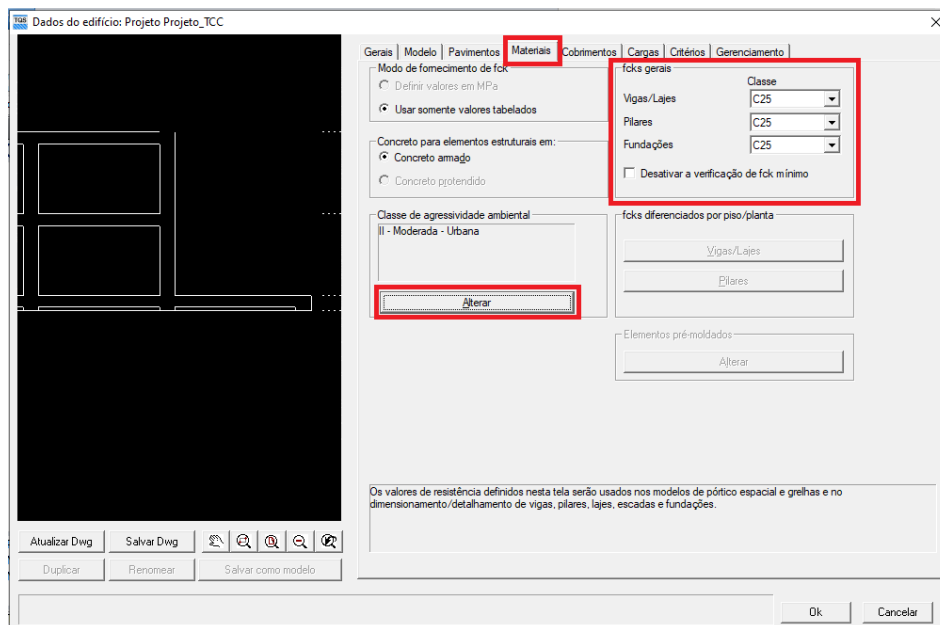 TQS Dados do edifício: Projeto Projeto_TCC
Gerais Modelo Pavimentos Materiais Cobrimentos Cargas Critérios Gerenciamento
Modo de fornecimento de fck
Definir valores em MPa
Usar somente valores tabelados
Concreto para elementos estruturais em:
Concreto armado
Concreto protendido
Classe de agressividade ambiental
II - Moderada - Urbana
Alterar
fcks gerais
Classe
Vigas/Lajes C25
Pilares C25
Fundações C25
Desativar a verificação de fck mínimo
fcks diferenciados por piso/planta
Vigas/Lajes
Pilares
Elementos pré-moldados
Alterar
Os valores de resistência definidos nesta tela serão usados nos modelos de pórtico espacial e grelhas e no
dimensionamento/detalhamento de vigas, pilares, lajes, escadas e fundações.
Atualizar Dwg Salvar Dwg
Duplicar Renomear Salvar como modelo
Ok Cancelar